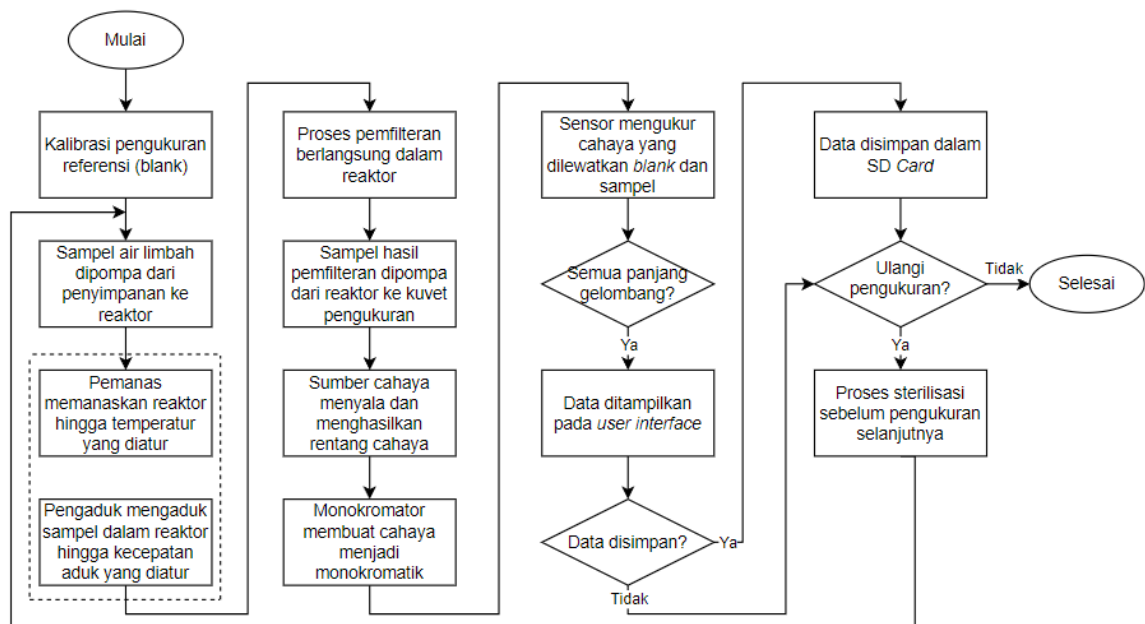 Mulai
Kalibrasi pengukuran
referensi (blank)
Sampel air limbah
dipompa dari
penyimpanan ke
reaktor
Pemanas
memanaskan reaktor
hingga temperatur
yang diatur
Pengaduk mengaduk
sampel dalam reaktor
hingga kecepatan
aduk yang diatur
Proses pemfilteran
berlangsung dalam
reaktor
Sampel hasil
pemfilteran dipompa
dari reaktor ke kuvet
pengukuran
Sumber cahaya
menyala dan
menghasilkan
rentang cahaya
Monokromator
membuat cahaya
menjadi
monokromatik
Sensor mengukur
cahaya yang
dilewatkan blank dan
sampel
Semua panjang
gelombang?
Ya
Data ditampilkan
pada user interface
Data disimpan?
Ya
Tidak
Data disimpan dalam
SD Card
Ulangi
pengukuran?
Tidak
Selesai
Ya
Proses sterilisasi
sebelum pengukuran
selanjutnya